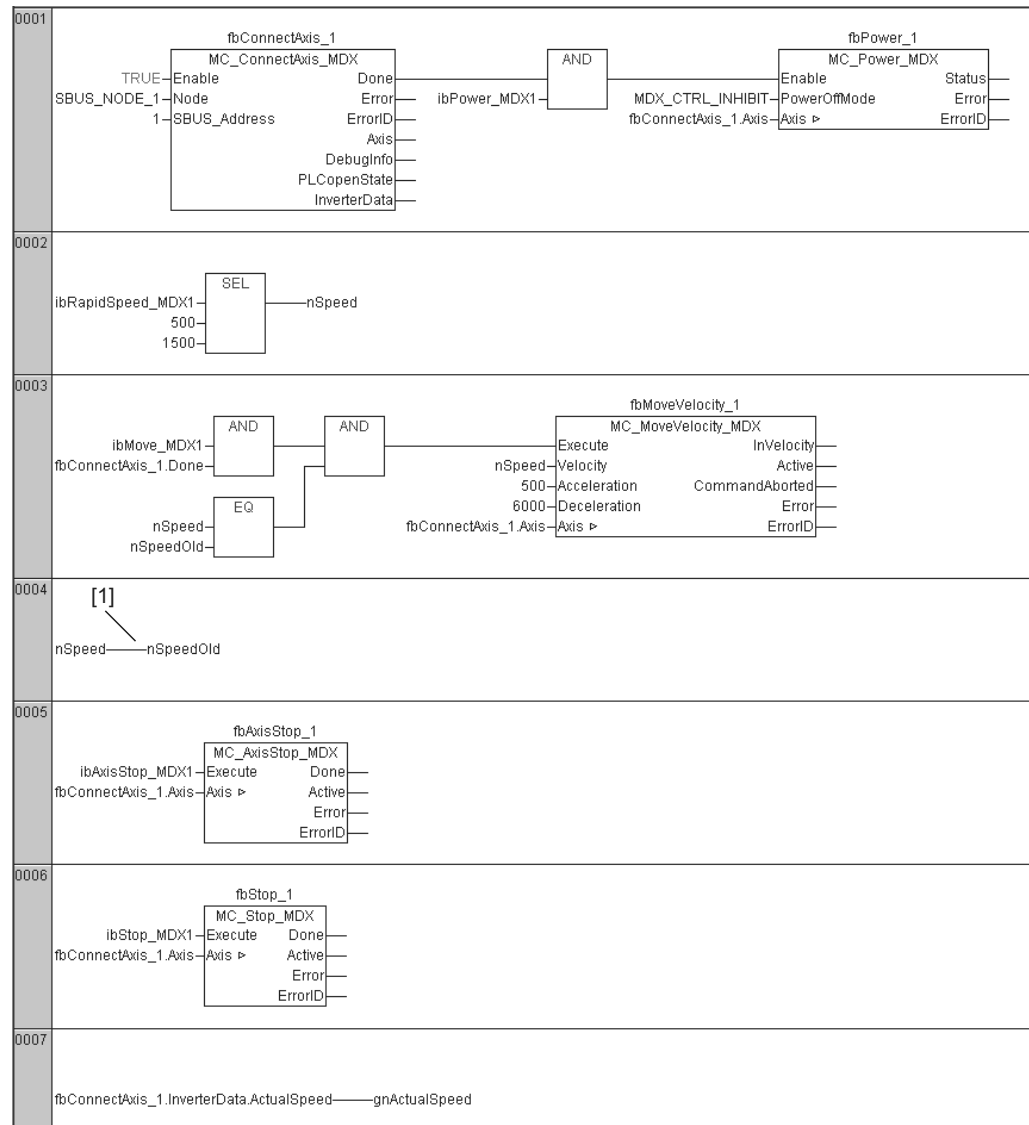 0001
fbConnectAxis_1
MC_ConnectAxis_MDX
TRUE Enable Done
SBUS_NODE_1 Node Error
1 SBUS_Address ErrorID
Axis
DebugInfo
PLCopenState
InverterData
AND
ibPower_MDX1
fbPower_1
MC_Power_MDX
Enable Status
MDX_CTRL_INHIBIT PowerOffMode Error
fbConnectAxis_1.Axis Axis ▹ ErrorID
0002
SEL
ibRapidSpeed_MDX1 nSpeed
500
1500
0003
AND
ibMove_MDX1
fbConnectAxis_1.Done
AND
EQ
nSpeed
nSpeedOld
fbMoveVelocity_1
MC_MoveVelocity_MDX
Execute InVelocity
nSpeed Velocity Active
500 Acceleration CommandAborted
6000 Deceleration Error
fbConnectAxis_1.Axis Axis ▹ ErrorID
0004
[1]
nSpeed nSpeedOld
0005
fbAxisStop_1
MC_AxisStop_MDX
ibAxisStop_MDX1 Execute Done
fbConnectAxis_1.Axis Axis ▹ Active
Error
ErrorID
0006
fbStop_1
MC_Stop_MDX
ibStop_MDX1 Execute Done
fbConnectAxis_1.Axis Axis ▹ Active
Error
ErrorID
0007
fbConnectAxis_1.InverterData.ActualSpeed gnActualSpeed